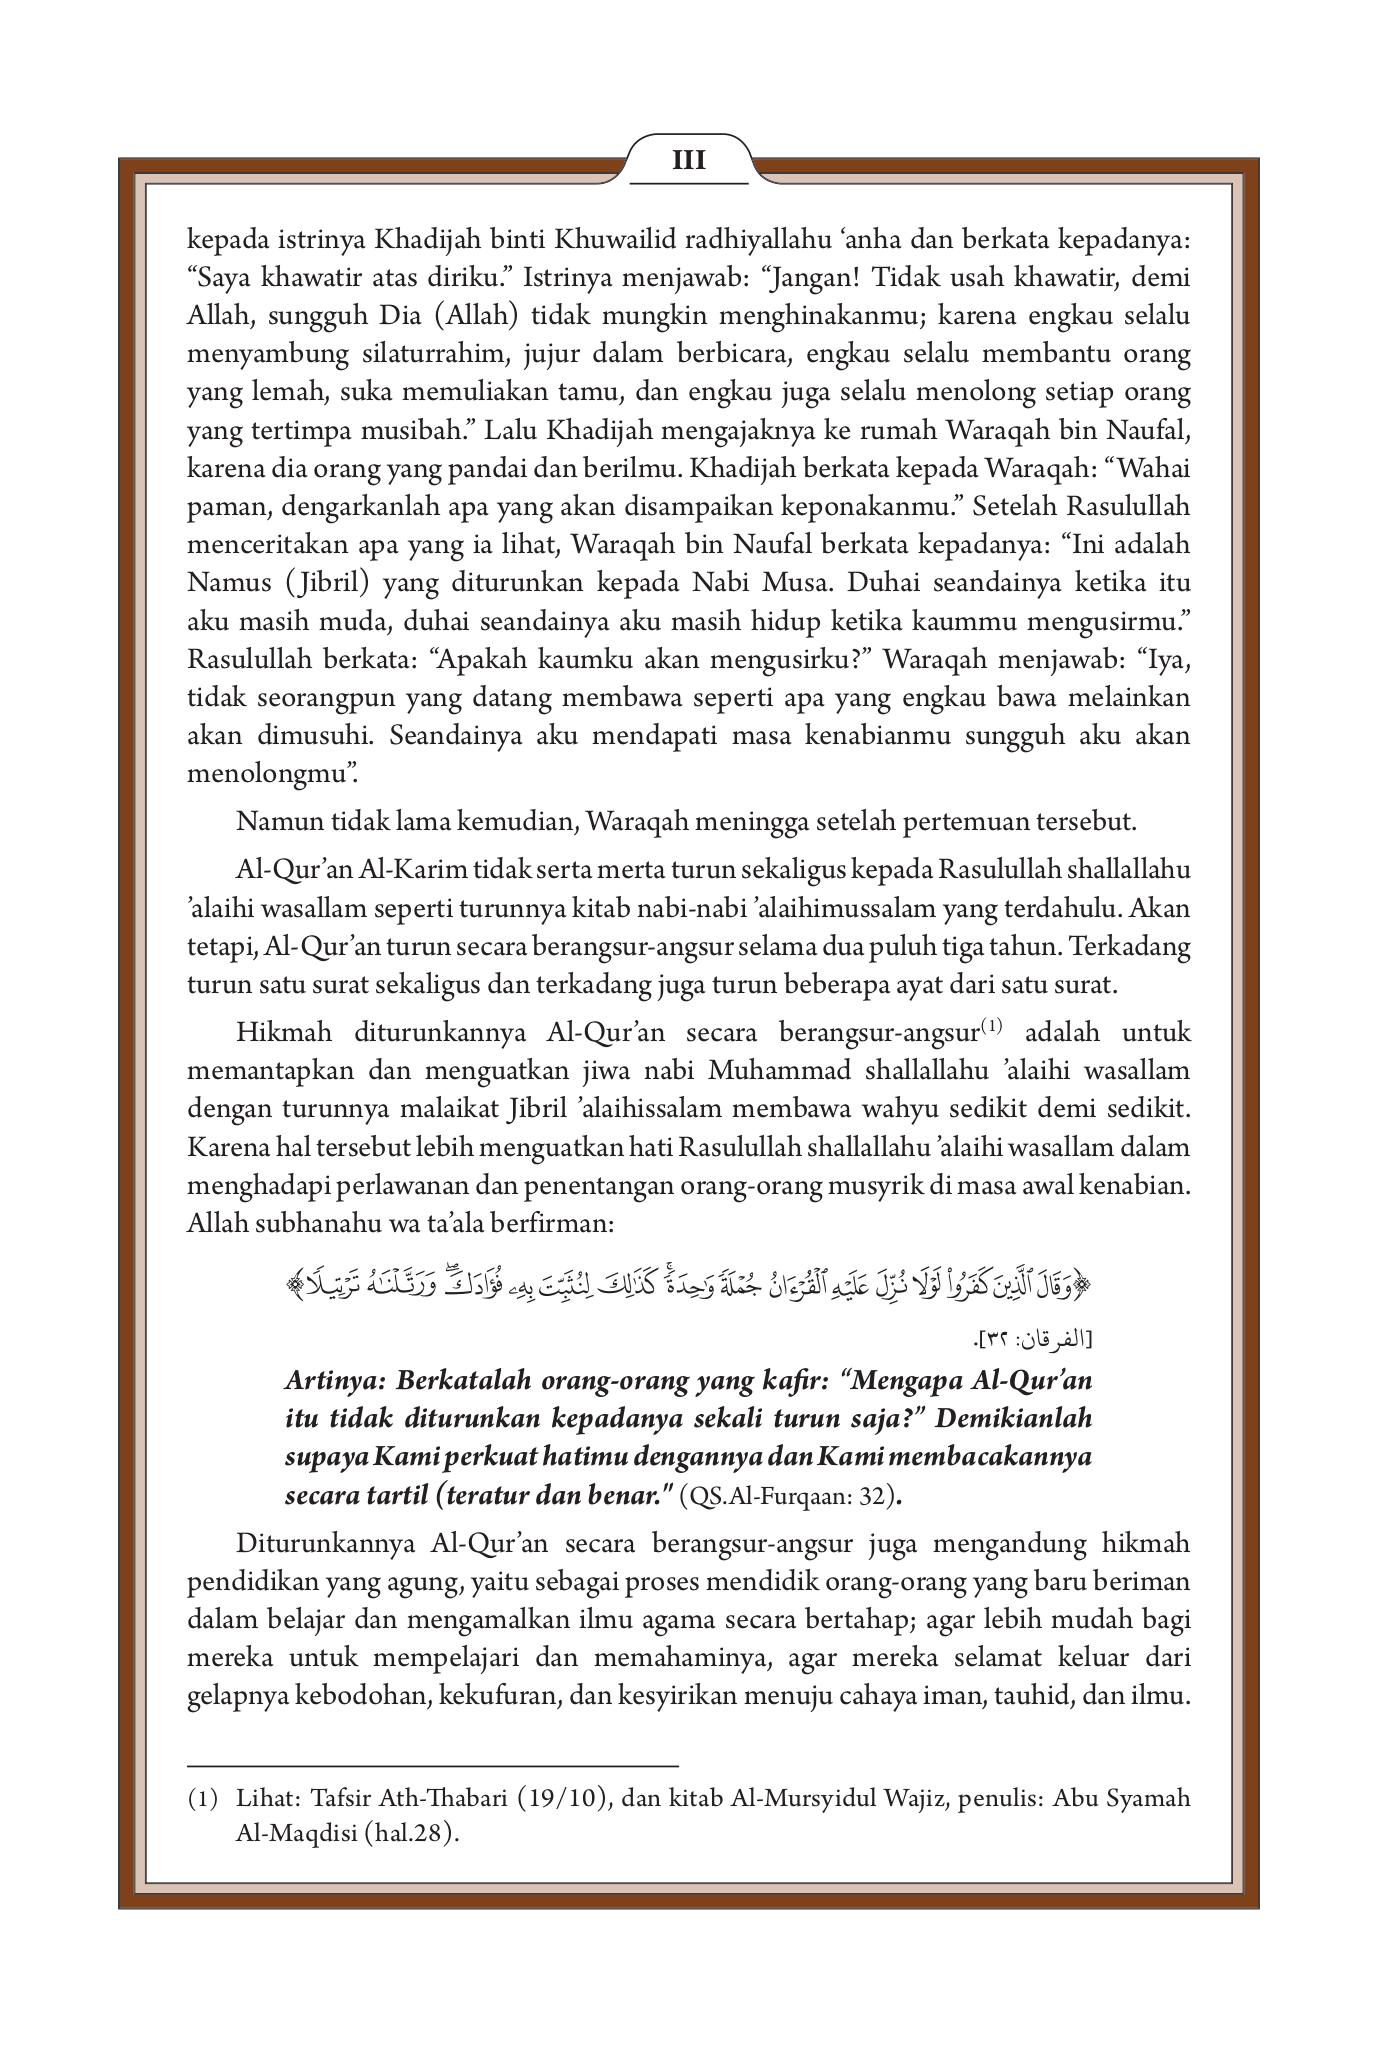 III
kepada istrinya Khadijah binti Khuwailid radhiyallahu ‘anha dan berkata kepadanya:
“Saya khawatir atas diriku.” Istrinya menjawab: “Jangan! Tidak usah khawatir, demi
Allah, sungguh Dia (Allah) tidak mungkin menghinakanmu; karena engkau selalu
menyambung silaturrahim, jujur dalam berbicara, engkau selalu membantu orang
yang lemah, suka memuliakan tamu, dan engkau juga selalu menolong setiap orang
yang tertimpa musibah.” Lalu Khadijah mengajaknya ke rumah Waraqah bin Naufal,
karena dia orang yang pandai dan berilmu. Khadijah berkata kepada Waraqah: “Wahai
paman, dengarkanlah apa yang akan disampaikan keponakanmu.” Setelah Rasulullah
menceritakan apa yang ia lihat, Waraqah bin Naufal berkata kepadanya: “Ini adalah
Namus (Jibril) yang diturunkan kepada Nabi Musa. Duhai seandainya ketika itu
aku masih muda, duhai seandainya aku masih hidup ketika kaummu mengusirmu.”
Rasulullah berkata: “Apakah kaumku akan mengusirku?” Waraqah menjawab: “Iya,
tidak seorangpun yang datang membawa seperti apa yang engkau bawa melainkan
akan dimusuhi. Seandainya aku mendapati masa kenabianmu sungguh aku akan
menolongmu”.
Namun tidak lama kemudian, Waraqah meningga setelah pertemuan tersebut.
Al-Qur’an Al-Karim tidak serta merta turun sekaligus kepada Rasulullah shallallahu
’alaihi wasallam seperti turunnya kitab nabi-nabi ’alaihimussalam yang terdahulu. Akan
tetapi, Al-Qur’an turun secara berangsur-angsur selama dua puluh tiga tahun. Terkadang
turun satu surat sekaligus dan terkadang juga turun beberapa ayat dari satu surat.
Hikmah diturunkannya Al-Qur’an secara berangsur-angsur(1) adalah untuk
memantapkan dan menguatkan jiwa nabi Muhammad shallallahu ’alaihi wasallam
dengan turunnya malaikat Jibril ’alaihissalam membawa wahyu sedikit demi sedikit.
Karena hal tersebut lebih menguatkan hati Rasulullah shallallahu ’alaihi wasallam dalam
menghadapi perlawanan dan penentangan orang-orang musyrik di masa awal kenabian.
Allah subhanahu wa ta’ala berfirman:
﴿وَقَالَ ٱلَّذِينَ كَفَرُواْ لَوۡلَا نُزِّلَ عَلَيۡهِ ٱلۡقُرۡءَانُ جُمۡلَةٗ وَٰحِدَةٗۚ كَذَٰلِكَ لِنُثَبِّتَ بِهِۦ فُؤَادَكَۖ وَرَتَّلۡنَٰهُ تَرۡتِيلٗا﴾
[الفرقان: ٣٢].
Artinya: Berkatalah orang-orang yang kafir: “Mengapa Al-Qur’an
itu tidak diturunkan kepadanya sekali turun saja?” Demikianlah
supaya Kami perkuat hatimu dengannya dan Kami membacakannya
secara tartil (teratur dan benar." (QS.Al-Furqaan: 32).
Diturunkannya Al-Qur’an secara berangsur-angsur juga mengandung hikmah
pendidikan yang agung, yaitu sebagai proses mendidik orang-orang yang baru beriman
dalam belajar dan mengamalkan ilmu agama secara bertahap; agar lebih mudah bagi
mereka untuk mempelajari dan memahaminya, agar mereka selamat keluar dari
gelapnya kebodohan, kekufuran, dan kesyirikan menuju cahaya iman, tauhid, dan ilmu.
(1) Lihat: Tafsir Ath-Thabari (19/10), dan kitab Al-Mursyidul Wajiz, penulis: Abu Syamah
Al-Maqdisi (hal.28).